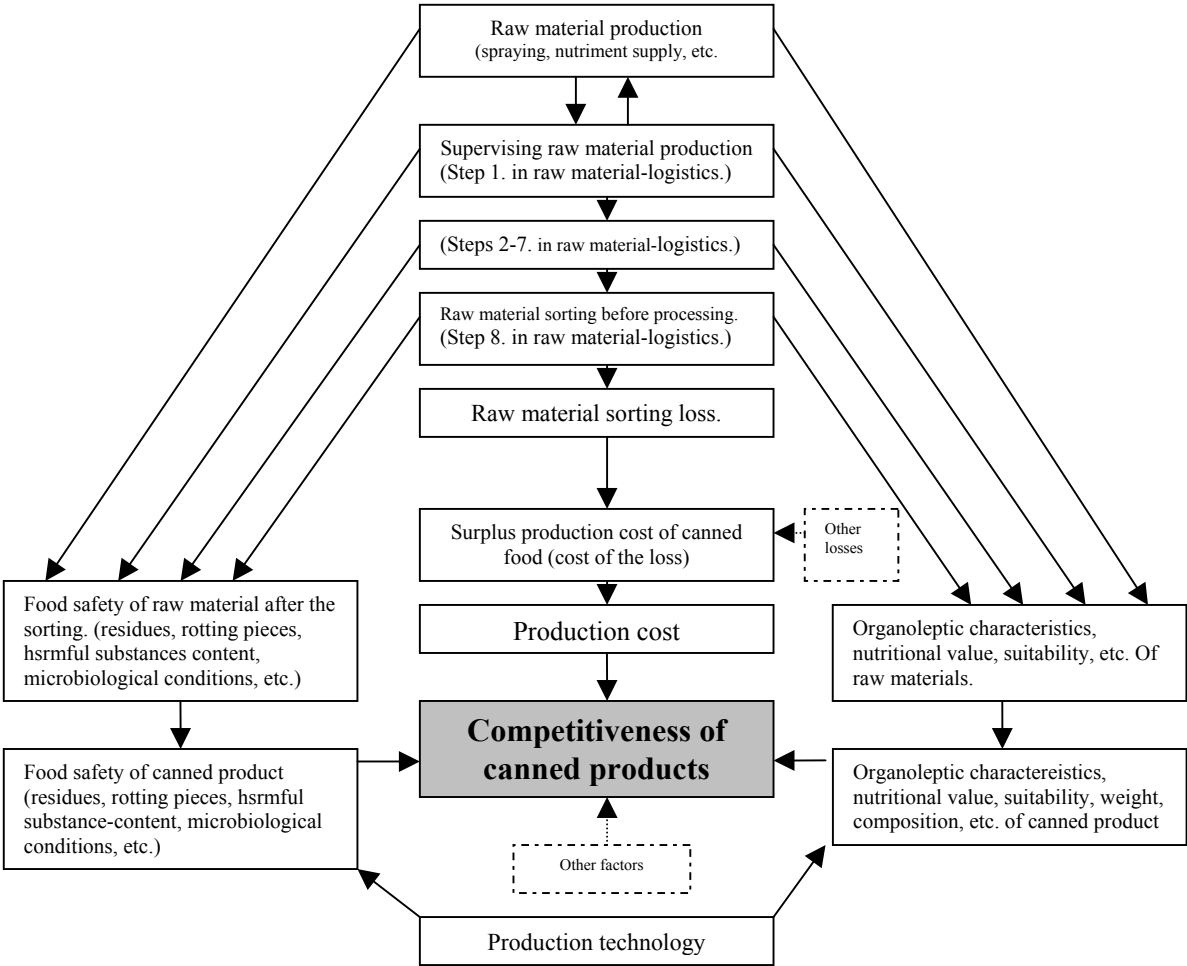 Raw material production
(spraying, nutriment supply, etc.
Supervising raw material production
(Step 1. in raw material-logistics.)
(Steps 2-7. in raw material-logistics.)
Raw material sorting before processing.
(Step 8. in raw material-logistics.)
Raw material sorting loss.
Surplus production cost of canned
food (cost of the loss)
Other
losses
Food safety of raw material after the
sorting. (residues, rotting pieces,
hsrmful substances content,
microbiological conditions, etc.)
Production cost
Organoleptic characteristics,
nutritional value, suitability, etc. Of
raw materials.
Competitiveness of
canned products
Food safety of canned product
(residues, rotting pieces, hsrmful
substance-content, microbiological
conditions, etc.)
Organoleptic charactereistics,
nutritional value, suitability, weight,
composition, etc. of canned product
Other factors
Production technology